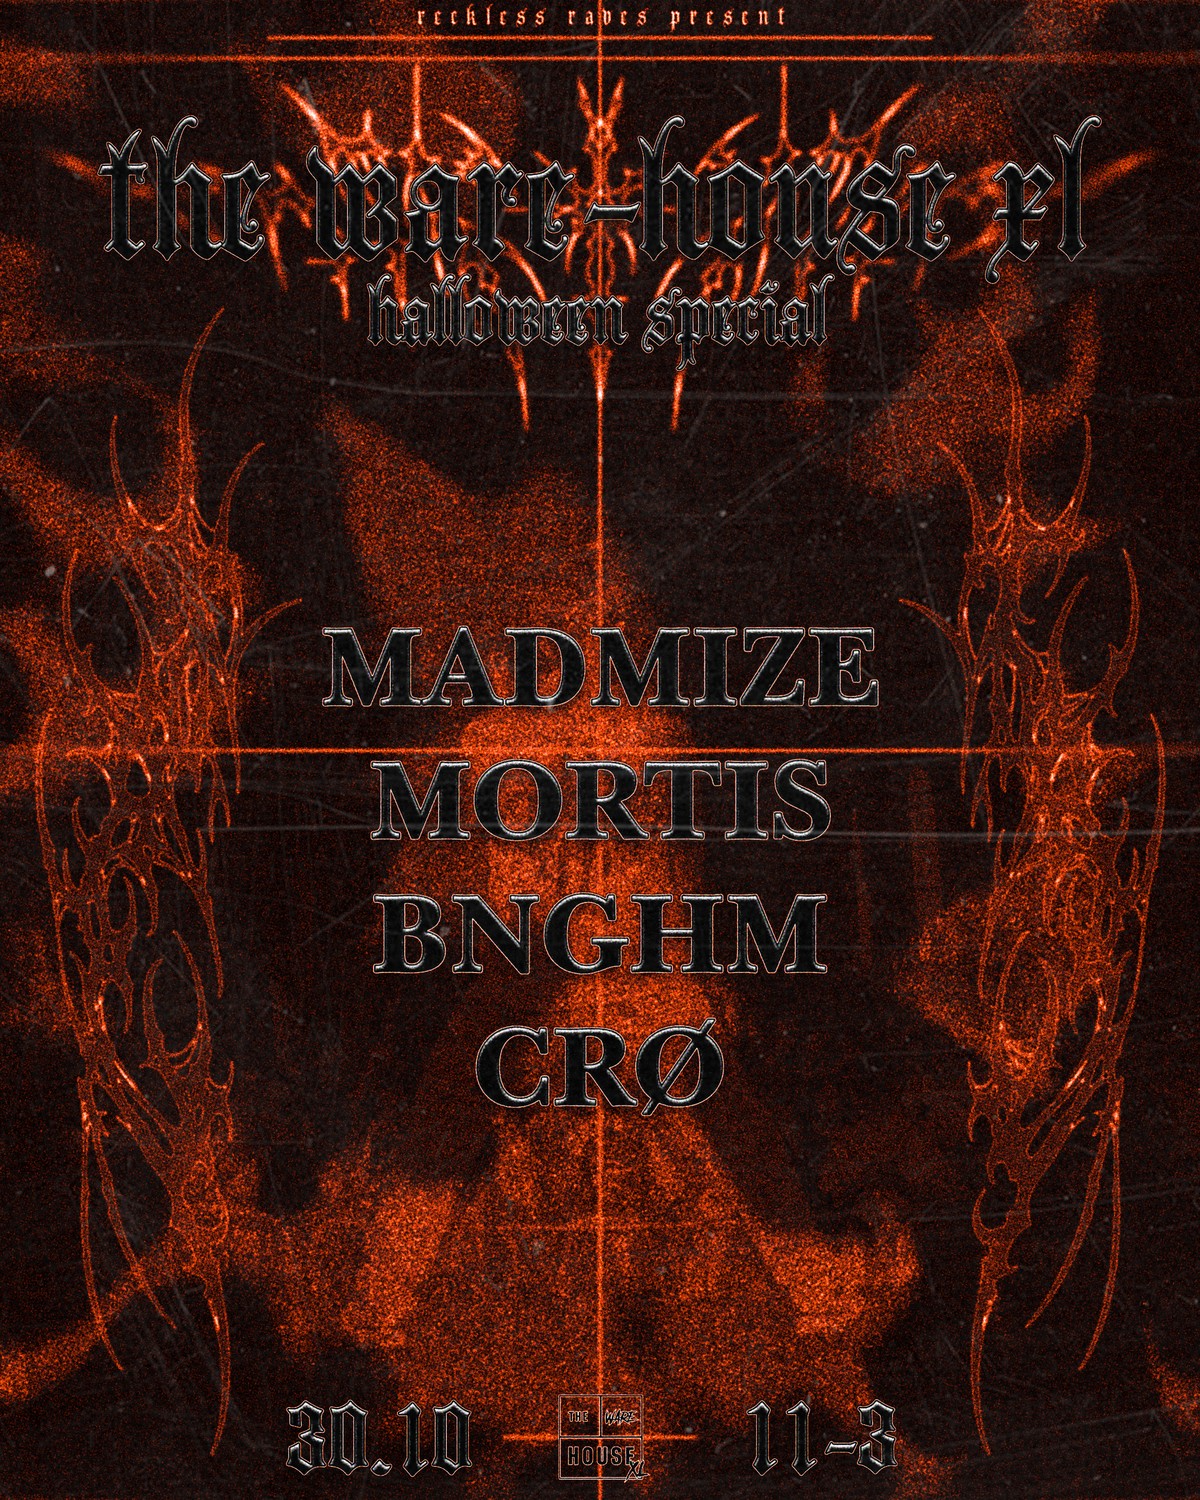 reckless raves present
the ware-house xl
halloween special
MADMIZE
MORTIS
BNGHM
CRØ
30.10
THE WARE
HOUSE
XL
11-3